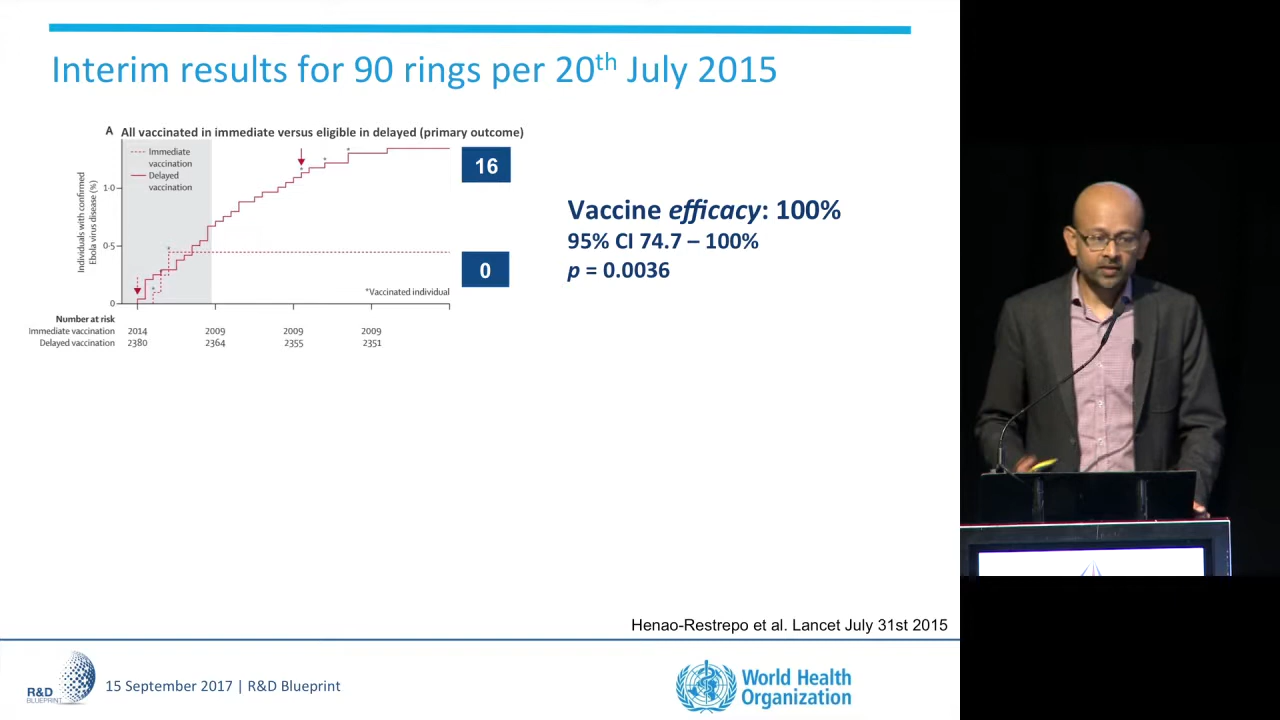 Interim results for 90 rings per 20th July 2015
A All vaccinated in immediate versus eligible in delayed (primary outcome)
Immediate
vaccination
Delayed
vaccination
Individuals with confirmed
Ebola virus disease (%)
1·0
0·5
0
*
*
*
*
*
16
0
*Vaccinated individual
Number at risk
Immediate vaccination 2014 2009 2009 2009
Delayed vaccination 2380 2364 2355 2351
Vaccine efficacy: 100%
95% CI 74.7 – 100%
p = 0.0036
Henao-Restrepo et al. Lancet July 31st 2015
R&D
BLUEPRINT
15 September 2017 | R&D Blueprint
World Health
Organization